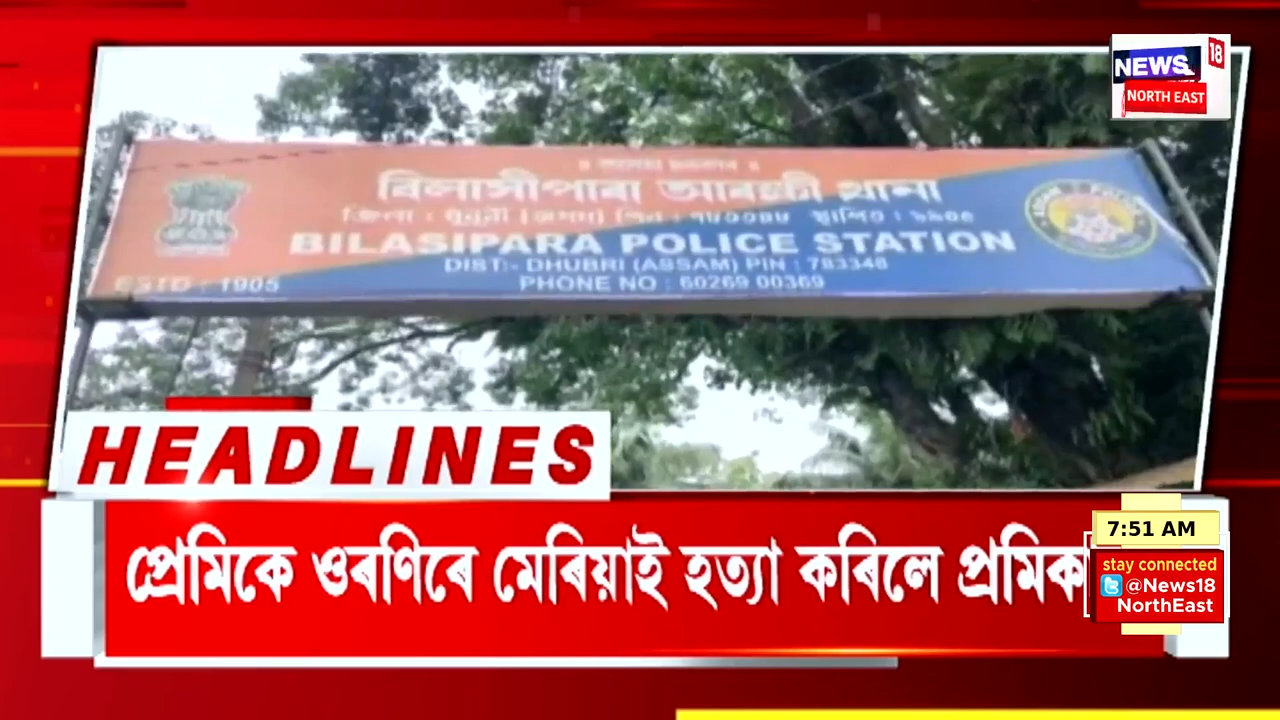 NEWS 18
NORTH EAST
বিলাসীপাৰা আৰক্ষী থানা
BILASIPARA POLICE STATION
DIST:- DHUBRI (ASSAM) PIN : 783348
ESTD : 1905
PHONE NO : 60269 00369
HEADLINES
প্ৰেমিকে ওৰণিৰে মেৰিয়াই হত্যা কৰিলে প্ৰমিকা
7:51 AM
stay connected
@News18
NorthEast